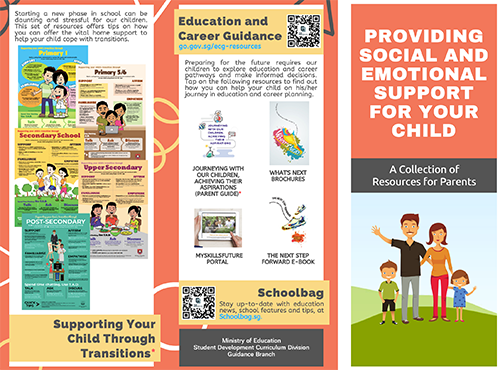 Starting a new phase in school can be
daunting and stressful for our children.
This set of resources offers tips on how
you can offer the vital home support to
help your child cope with transitions.
Primary 1
Primary 5/6
Secondary School
Upper Secondary
POST-SECONDARY
Supporting Your
Child Through
Transitions*
Education and
Career Guidance
go.gov.sg/ecg-resources
Preparing for the future requires our
children to explore education and career
pathways and make informed decisions.
Tap on the following resources to find out
how you can help your child on his/her
journey in education and career planning.
JOURNEYING WITH
OUR CHILDREN,
ACHIEVING THEIR
ASPIRATIONS
(PARENT GUIDE)*
WHAT'S NEXT
BROCHURES
MYSKILLSFUTURE
PORTAL
THE NEXT STEP
FORWARD E-BOOK
Schoolbag
Stay up-to-date with education
news, school features and tips, at
Schoolbag.sg.
Ministry of Education
Student Development Curriculum Division
Guidance Branch
PROVIDING
SOCIAL AND
EMOTIONAL
SUPPORT
FOR YOUR
CHILD
A Collection of
Resources for Parents